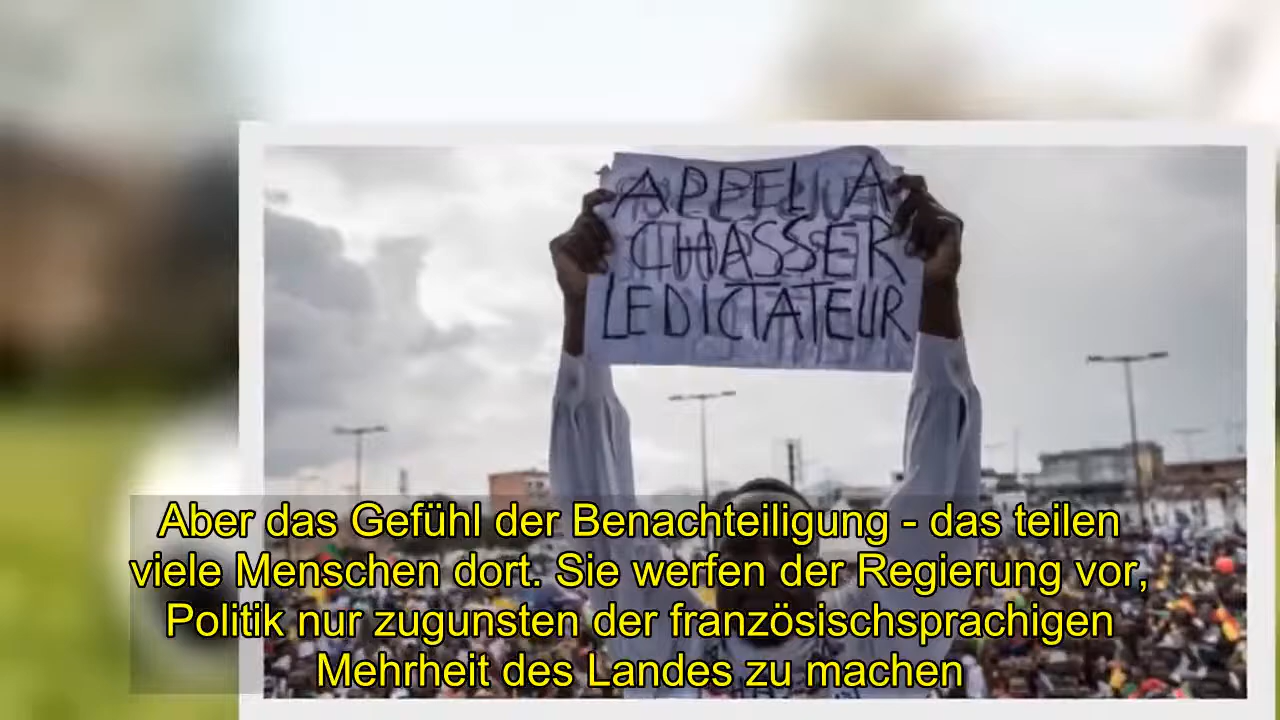 APPEL A
CHASSER
LE DICTATEUR
Aber das Gefühl der Benachteiligung - das teilen
viele Menschen dort. Sie werfen der Regierung vor,
Politik nur zugunsten der französischsprachigen
Mehrheit des Landes zu machen